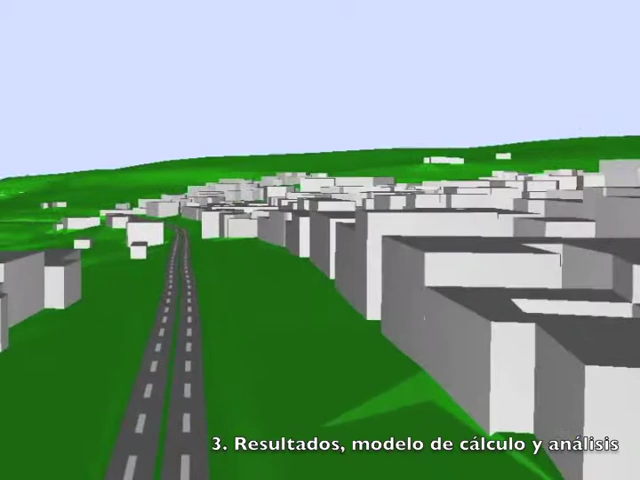 3. Resultados, modelo de cálculo y análisis